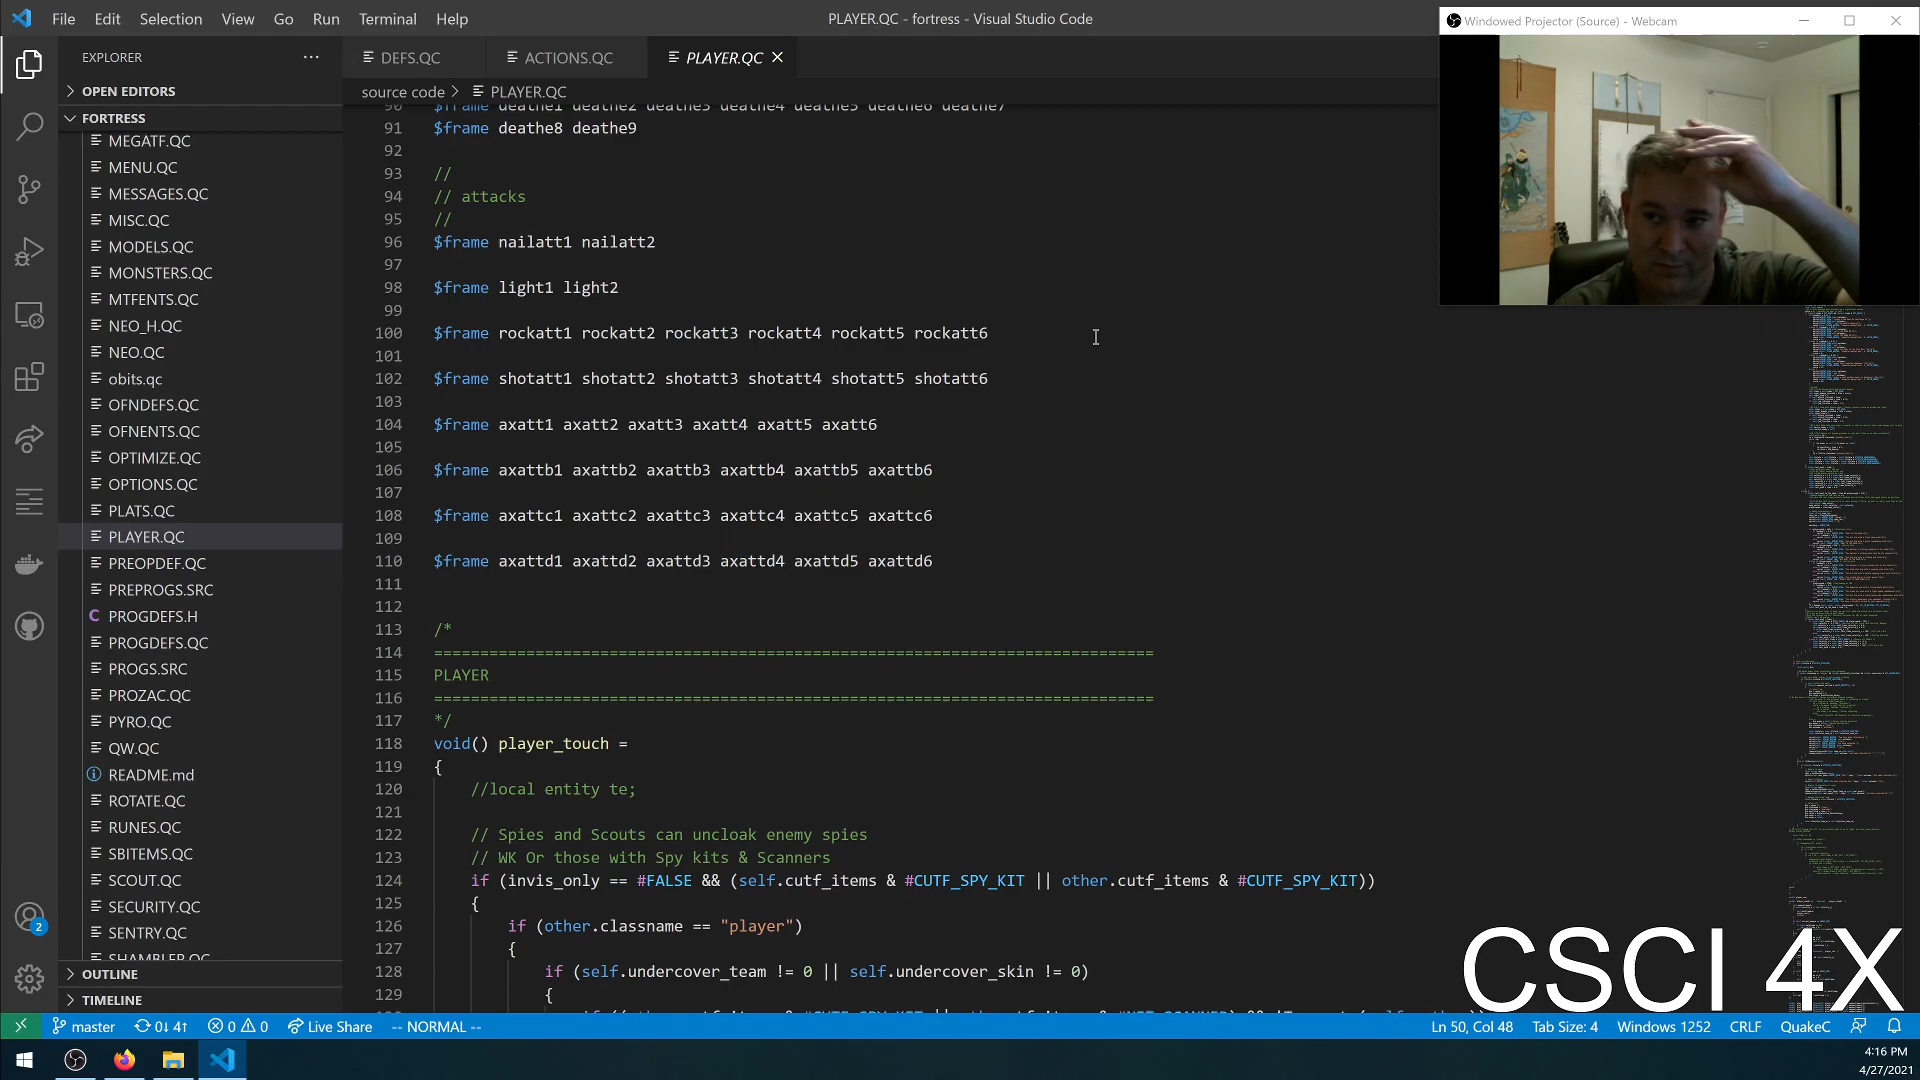 File Edit Selection View Go Run Terminal Help
PLAYER.QC - fortress - Visual Studio Code
Windowed Projector (Source) - Webcam
EXPLORER
DEFS.QC
ACTIONS.QC
PLAYER.QC
OPEN EDITORS
source code > PLAYER.QC
FORTRESS
MEGATF.QC
MENU.QC
MESSAGES.QC
MISC.QC
MODELS.QC
MONSTERS.QC
MTFENTS.QC
NEO_H.QC
NEO.QC
obits.qc
OFNDEFS.QC
OFNENTS.QC
OPTIMIZE.QC
OPTIONS.QC
PLATS.QC
PLAYER.QC
PREOPDEF.QC
PREPROGS.SRC
C PROGDEFS.H
PROGDEFS.QC
PROGS.SRC
PROZAC.QC
PYRO.QC
QW.QC
README.md
ROTATE.QC
RUNES.QC
SBITEMS.QC
SCOUT.QC
SECURITY.QC
SENTRY.QC
SHAMBLER.QC
OUTLINE
TIMELINE
90 $frame deathe1 deathe2 deathe3 deathe4 deathe5 deathe6 deathe7
91 $frame deathe8 deathe9
92
93 //
94 // attacks
95 //
96 $frame nailatt1 nailatt2
97
98 $frame light1 light2
99
100 $frame rockatt1 rockatt2 rockatt3 rockatt4 rockatt5 rockatt6
101
102 $frame shotatt1 shotatt2 shotatt3 shotatt4 shotatt5 shotatt6
103
104 $frame axatt1 axatt2 axatt3 axatt4 axatt5 axatt6
105
106 $frame axattb1 axattb2 axattb3 axattb4 axattb5 axattb6
107
108 $frame axattc1 axattc2 axattc3 axattc4 axattc5 axattc6
109
110 $frame axattd1 axattd2 axattd3 axattd4 axattd5 axattd6
111
112
113 /*
114 ==============================================================================
115 PLAYER
116 ==============================================================================
117 */
118 void() player_touch =
119 {
120 //local entity te;
121
122 // Spies and Scouts can uncloak enemy spies
123 // WK Or those with Spy kits & Scanners
124 if (invis_only == #FALSE && (self.cutf_items & #CUTF_SPY_KIT || other.cutf_items & #CUTF_SPY_KIT))
125 {
126 if (other.classname == "player")
127 {
128 if (self.undercover_team != 0 || self.undercover_skin != 0)
129 {
CSCI 4X
2
master 0↓ 4↑ 0 0 Live Share -- NORMAL --
Ln 50, Col 48 Tab Size: 4 Windows 1252 CRLF QuakeC
4:16 PM
4/27/2021